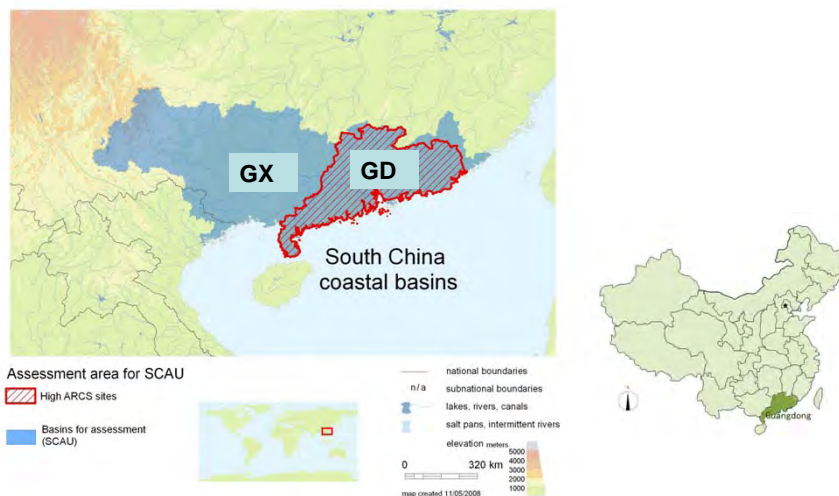 GX
GD
South China
coastal basins
Assessment area for SCAU
High ARCS sites
Basins for assessment
(SCAU)
national boundaries
n/a subnational boundaries
lakes, rivers, canals
salt pans, intermittent rivers
elevation meters
5000
4000
3000
2000
1000
0 320 km
map created 11/05/2008
Guangdong